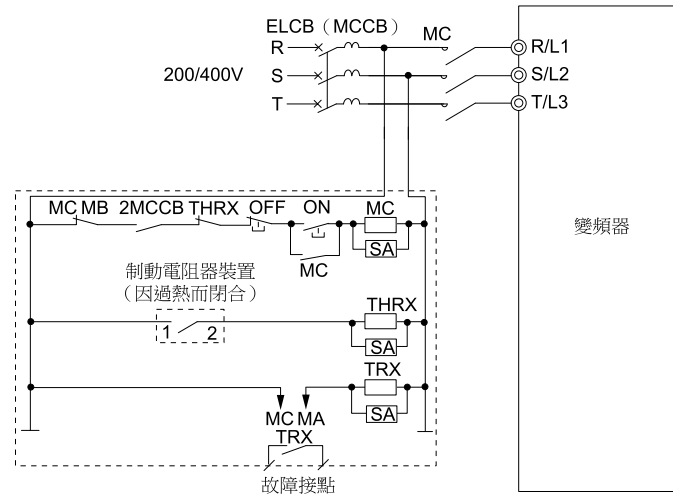 ELCB（MCCB）
MC
R
R/L1
200/400V
S
S/L2
T
T/L3
MC MB 2MCCB THRX OFF ON MC
SA
MC
變頻器
制動電阻器裝置
（因過熱而閉合）
THRX
1 2
SA
TRX
SA
MC MA
TRX
故障接點